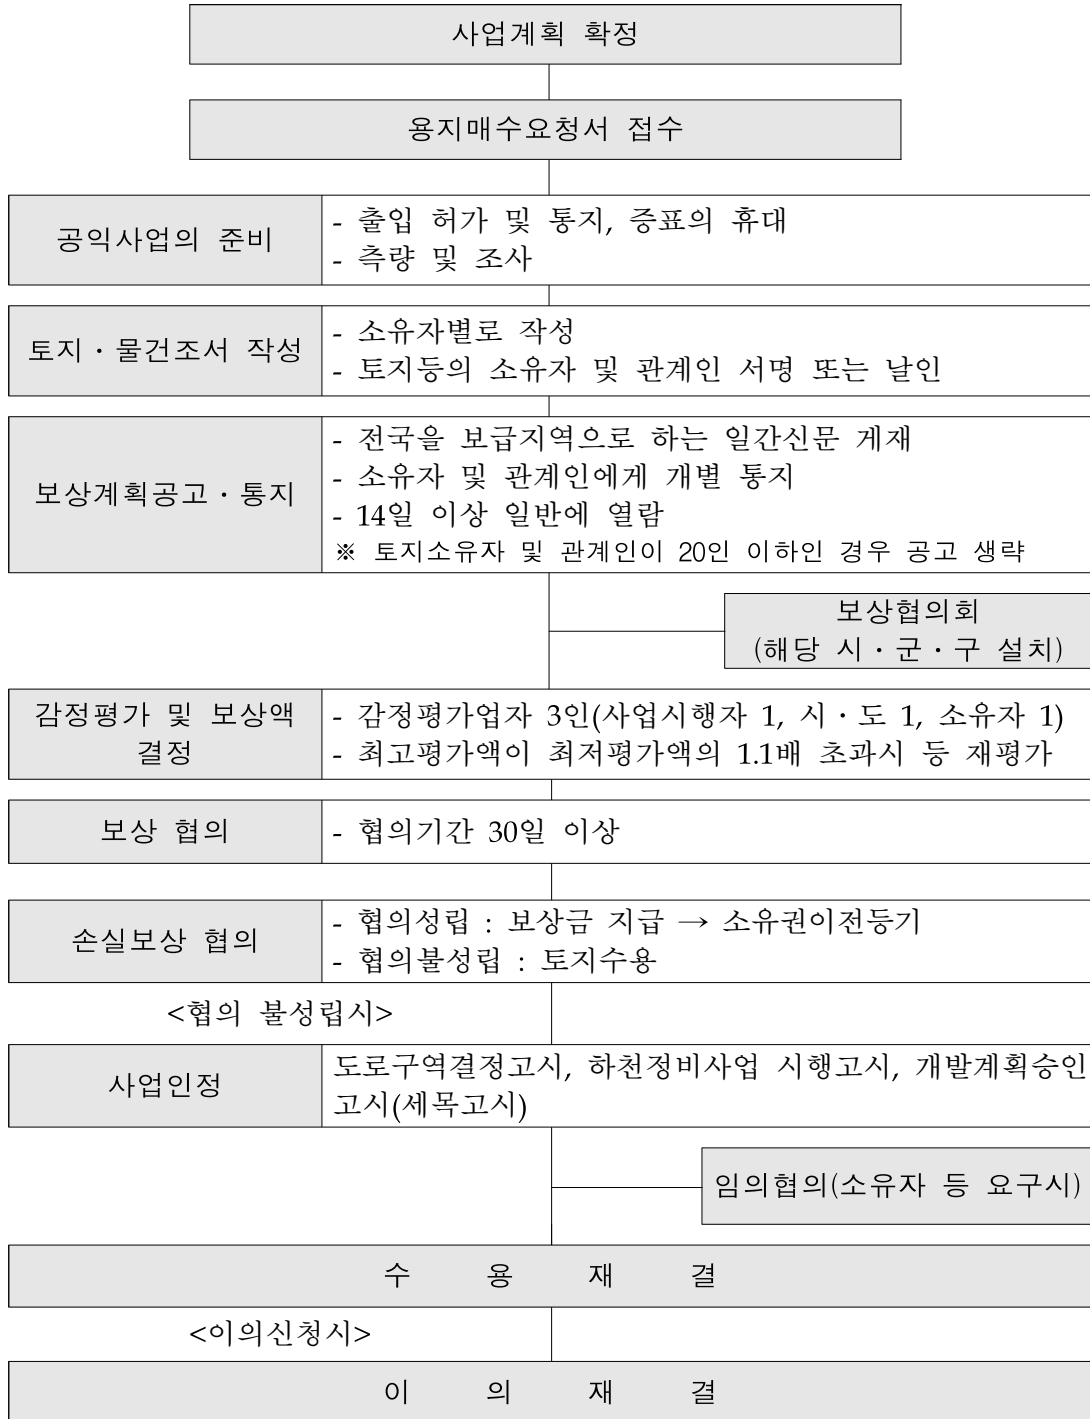 사업계획 확정
용지매수요청서 접수
공익사업의 준비
- 출입 허가 및 통지, 증표의 휴대
- 측량 및 조사
토지·물건조서 작성
- 소유자별로 작성
- 토지등의 소유자 및 관계인 서명 또는 날인
보상계획공고·통지
- 전국을 보급지역으로 하는 일간신문 게재
- 소유자 및 관계인에게 개별 통지
- 14일 이상 일반에 열람
※ 토지소유자 및 관계인이 20인 이하인 경우 공고 생략
보상협의회
(해당 시·군·구 설치)
감정평가 및 보상액
결정
- 감정평가업자 3인(사업시행자 1, 시·도 1, 소유자 1)
- 최고평가액이 최저평가액의 1.1배 초과시 등 재평가
보상 협의
- 협의기간 30일 이상
손실보상 협의
- 협의성립 : 보상금 지급 → 소유권이전등기
- 협의불성립 : 토지수용
<협의 불성립시>
사업인정
도로구역결정고시, 하천정비사업 시행고시, 개발계획승인
고시(세목고시)
임의협의(소유자 등 요구시)
수 용 재 결
<이의신청시>
이 의 재 결